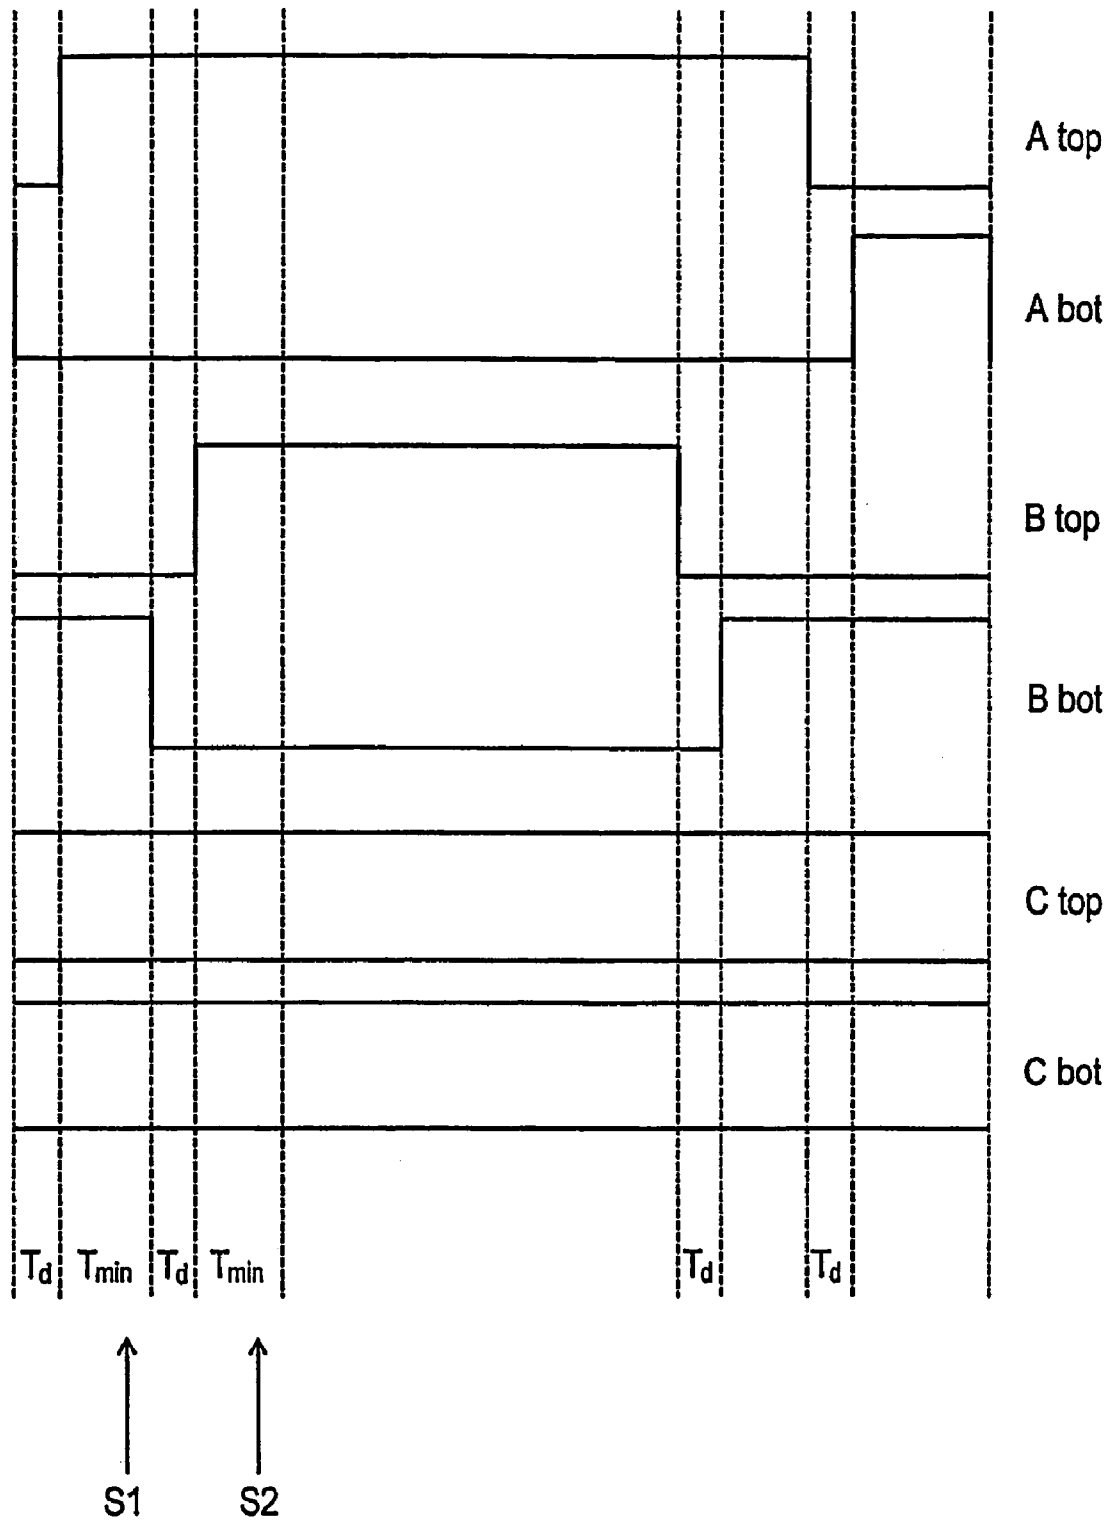 A top
A bot
B top
B bot
C top
C bot
Td Tmin Td Tmin Td Td
S1 S2